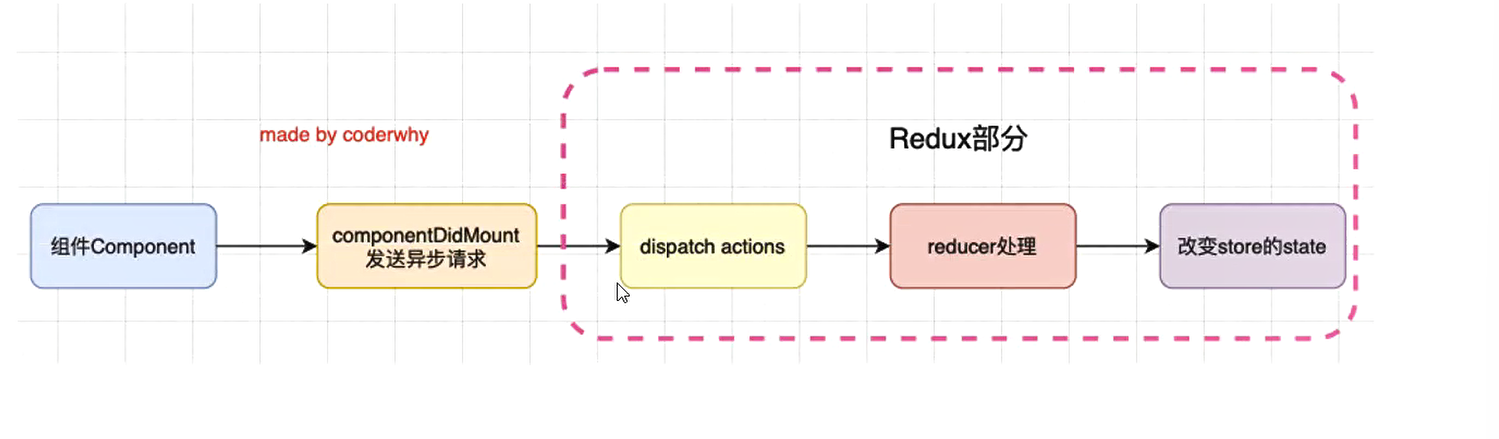 made by coderwhy
Redux部分
组件Component
componentDidMount
发送异步请求
dispatch actions
reducer处理
改变store的state